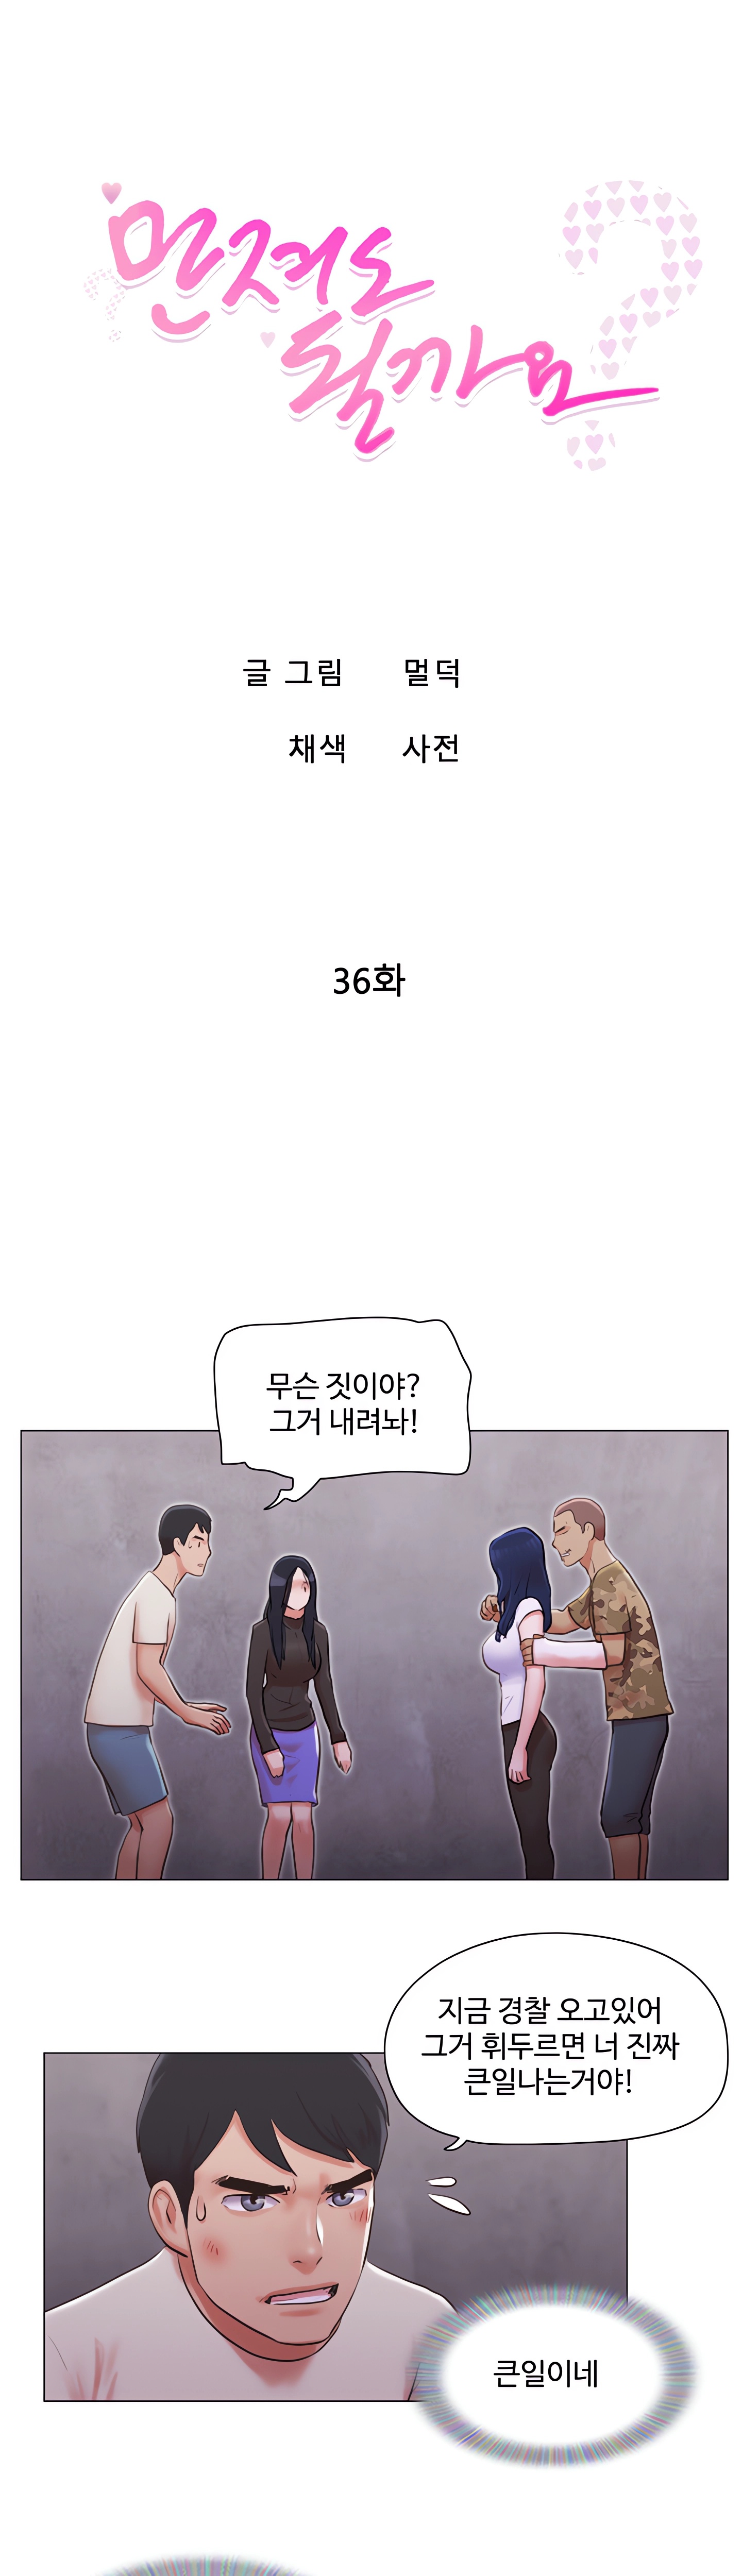 만져도
될까요?
글 그림 멀덕
채색 사전
36화
무슨 짓이야?
그거 내려놔!
지금 경찰 오고있어
그거 휘두르면 너 진짜
큰일나는거야!
큰일이네